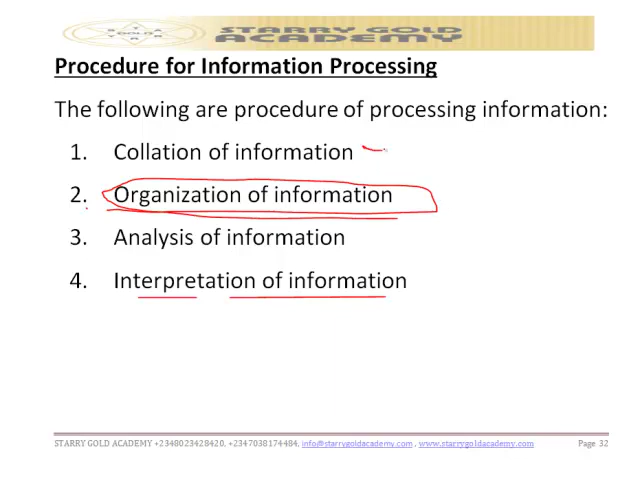 STARRY GOLD
ACADEMY
Procedure for Information Processing
The following are procedure of processing information:
1. Collation of information
2. Organization of information
3. Analysis of information
4. Interpretation of information
STARRY GOLD ACADEMY +2348023428420, +2347038174484, info@starrygoldacademy.com , www.starrygoldacademy.com Page 32